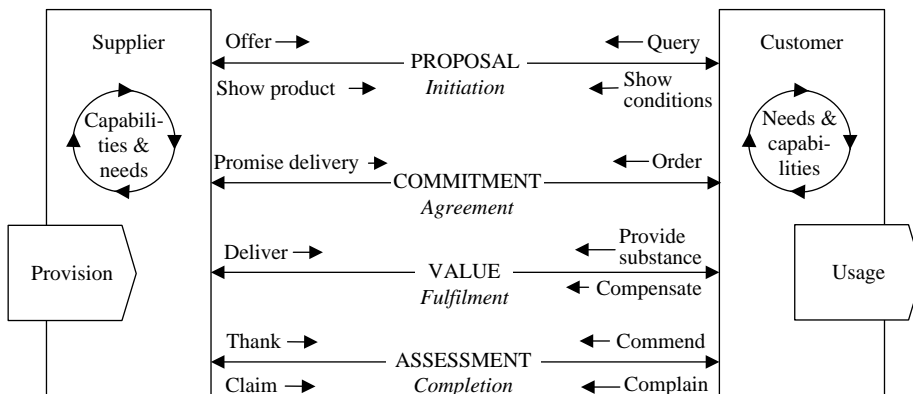 Supplier
Offer
Query
Customer
PROPOSAL
Show product
Initiation
Show
conditions
Capabili-
ties &
needs
Needs &
capabi-
lities
Promise delivery
Order
COMMITMENT
Agreement
Provision
Deliver
Provide
substance
VALUE
Fulfilment
Compensate
Usage
Thank
Commend
ASSESSMENT
Claim
Completion
Complain